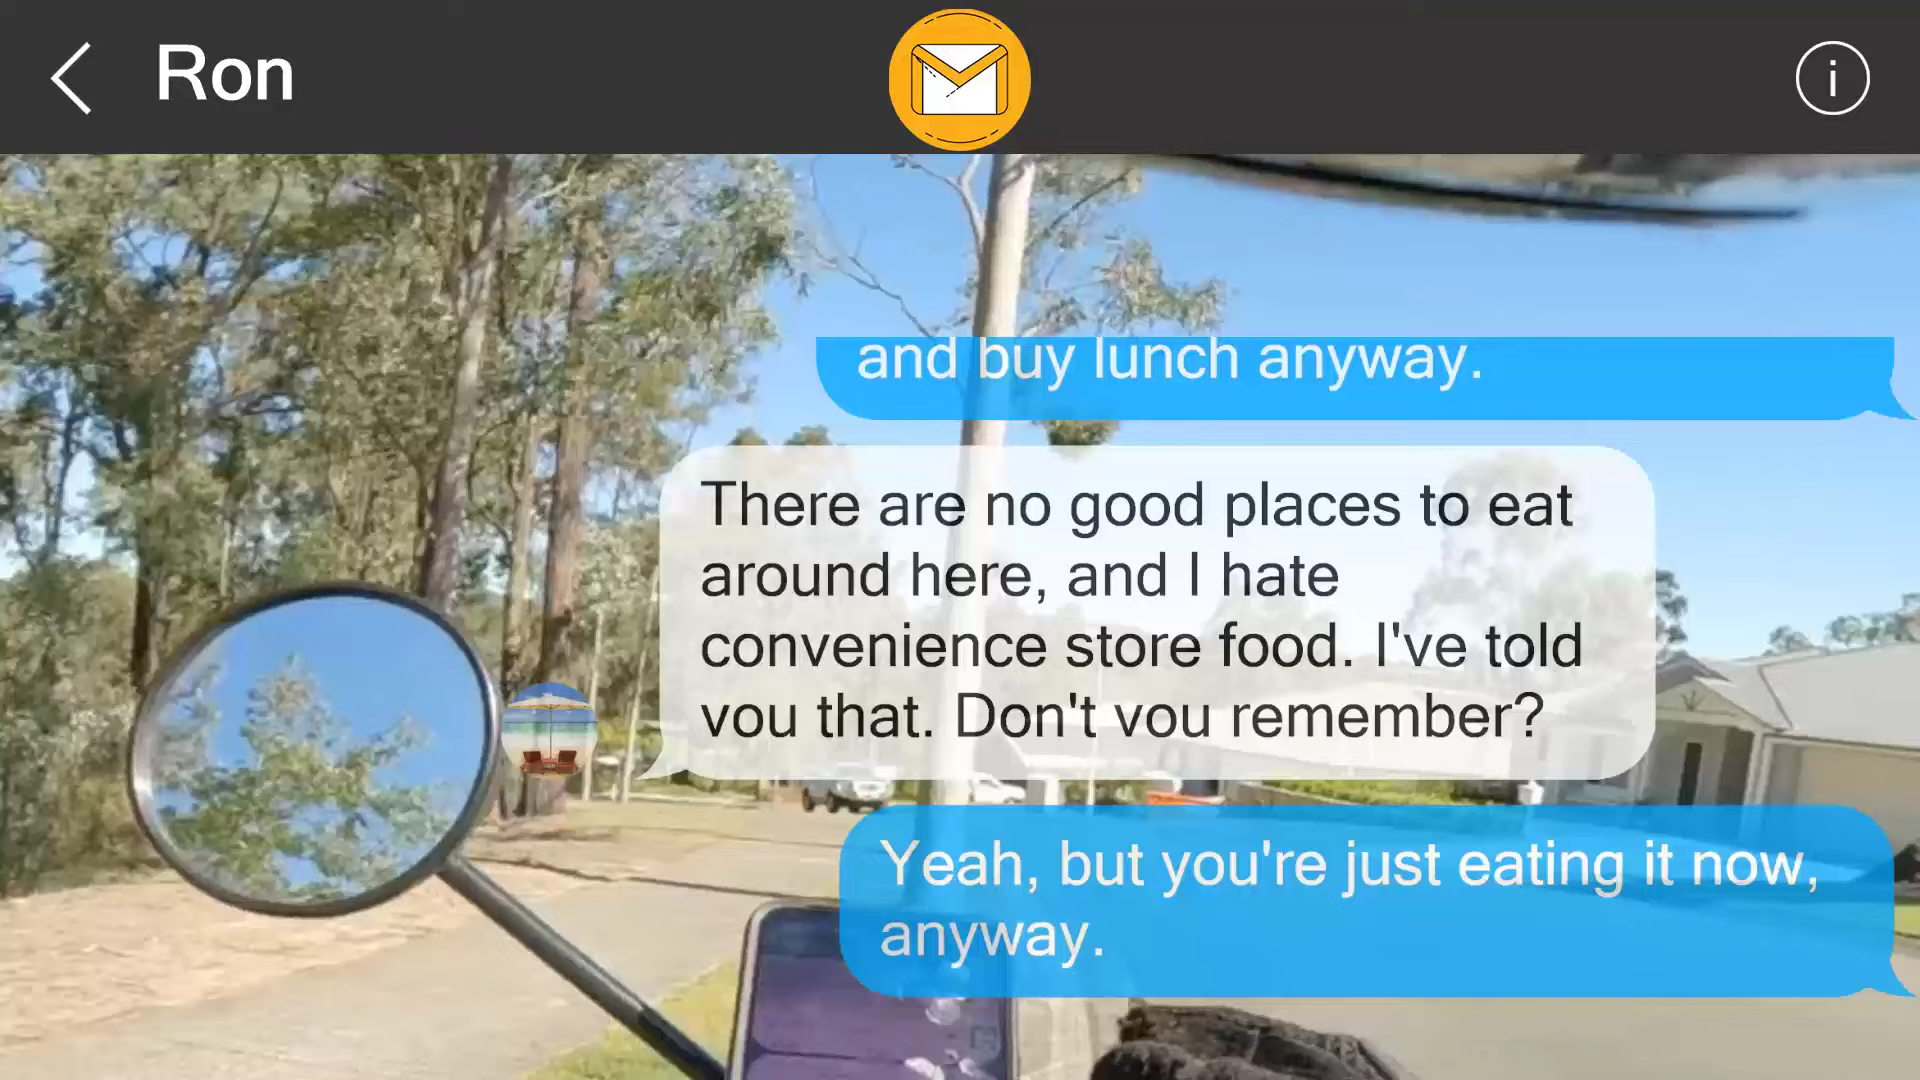 Ron
i
and buy lunch anyway.
There are no good places to eat
around here, and I hate
convenience store food. I've told
you that. Don't you remember?
Yeah, but you're just eating it now,
anyway.